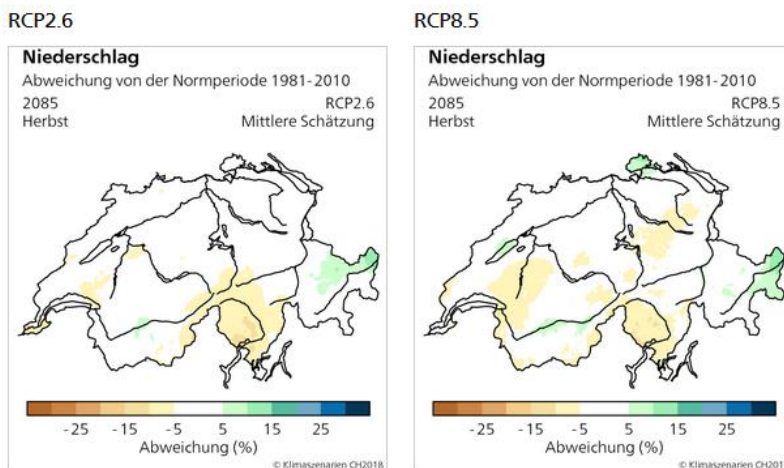 RCP2.6
Niederschlag
Abweichung von der Normperiode 1981-2010
2085 RCP2.6
Herbst Mittlere Schätzung
-25 -15 -5 5 15 25
Abweichung (%)
© Klimaszenarien CH2018
RCP8.5
Niederschlag
Abweichung von der Normperiode 1981-2010
2085 RCP8.5
Herbst Mittlere Schätzung
-25 -15 -5 5 15 25
Abweichung (%)
© Klimaszenarien CH201